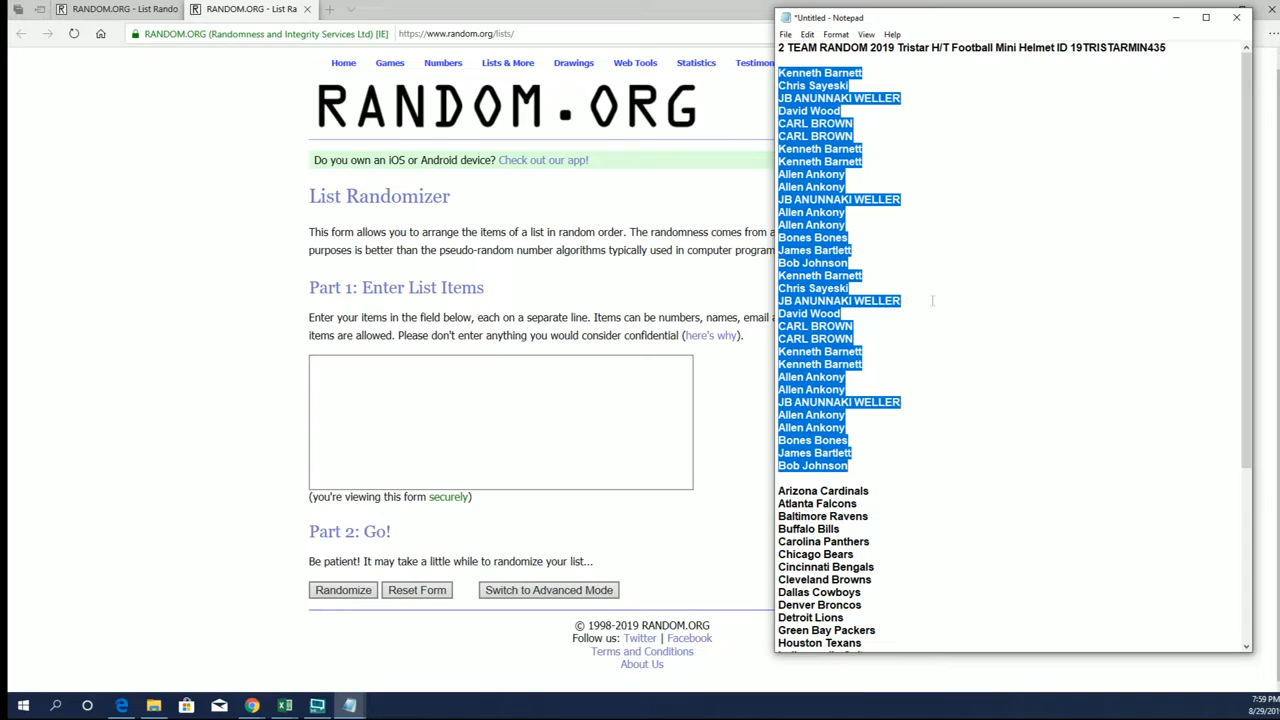 RANDOM.ORG - List Rando
RANDOM.ORG - List Ra
RANDOM.ORG (Randomness and Integrity Services Ltd) [IE]
https://www.random.org/lists/
Home Games Numbers Lists & More Drawings Web Tools Statistics Testimon
RANDOM.ORG
Do you own an iOS or Android device? Check out our app!
List Randomizer
This form allows you to arrange the items of a list in random order. The randomness comes from a
purposes is better than the pseudo-random number algorithms typically used in computer program
Part 1: Enter List Items
Enter your items in the field below, each on a separate line. Items can be numbers, names, email a
items are allowed. Please don't enter anything you would consider confidential (here's why).
(you're viewing this form securely)
Part 2: Go!
Be patient! It may take a little while to randomize your list...
Randomize Reset Form Switch to Advanced Mode
© 1998-2019 RANDOM.ORG
Follow us: Twitter | Facebook
Terms and Conditions
About Us
*Untitled - Notepad
File Edit Format View Help
2 TEAM RANDOM 2019 Tristar H/T Football Mini Helmet ID 19TRISTARMIN435
Kenneth Barnett
Chris Sayeski
JB ANUNNAKI WELLER
David Wood
CARL BROWN
CARL BROWN
Kenneth Barnett
Kenneth Barnett
Allen Ankony
Allen Ankony
JB ANUNNAKI WELLER
Allen Ankony
Allen Ankony
Bones Bones
James Bartlett
Bob Johnson
Kenneth Barnett
Chris Sayeski
JB ANUNNAKI WELLER
David Wood
CARL BROWN
CARL BROWN
Kenneth Barnett
Kenneth Barnett
Allen Ankony
Allen Ankony
JB ANUNNAKI WELLER
Allen Ankony
Allen Ankony
Bones Bones
James Bartlett
Bob Johnson
Arizona Cardinals
Atlanta Falcons
Baltimore Ravens
Buffalo Bills
Carolina Panthers
Chicago Bears
Cincinnati Bengals
Cleveland Browns
Dallas Cowboys
Denver Broncos
Detroit Lions
Green Bay Packers
Houston Texans
7:59 PM
8/29/201